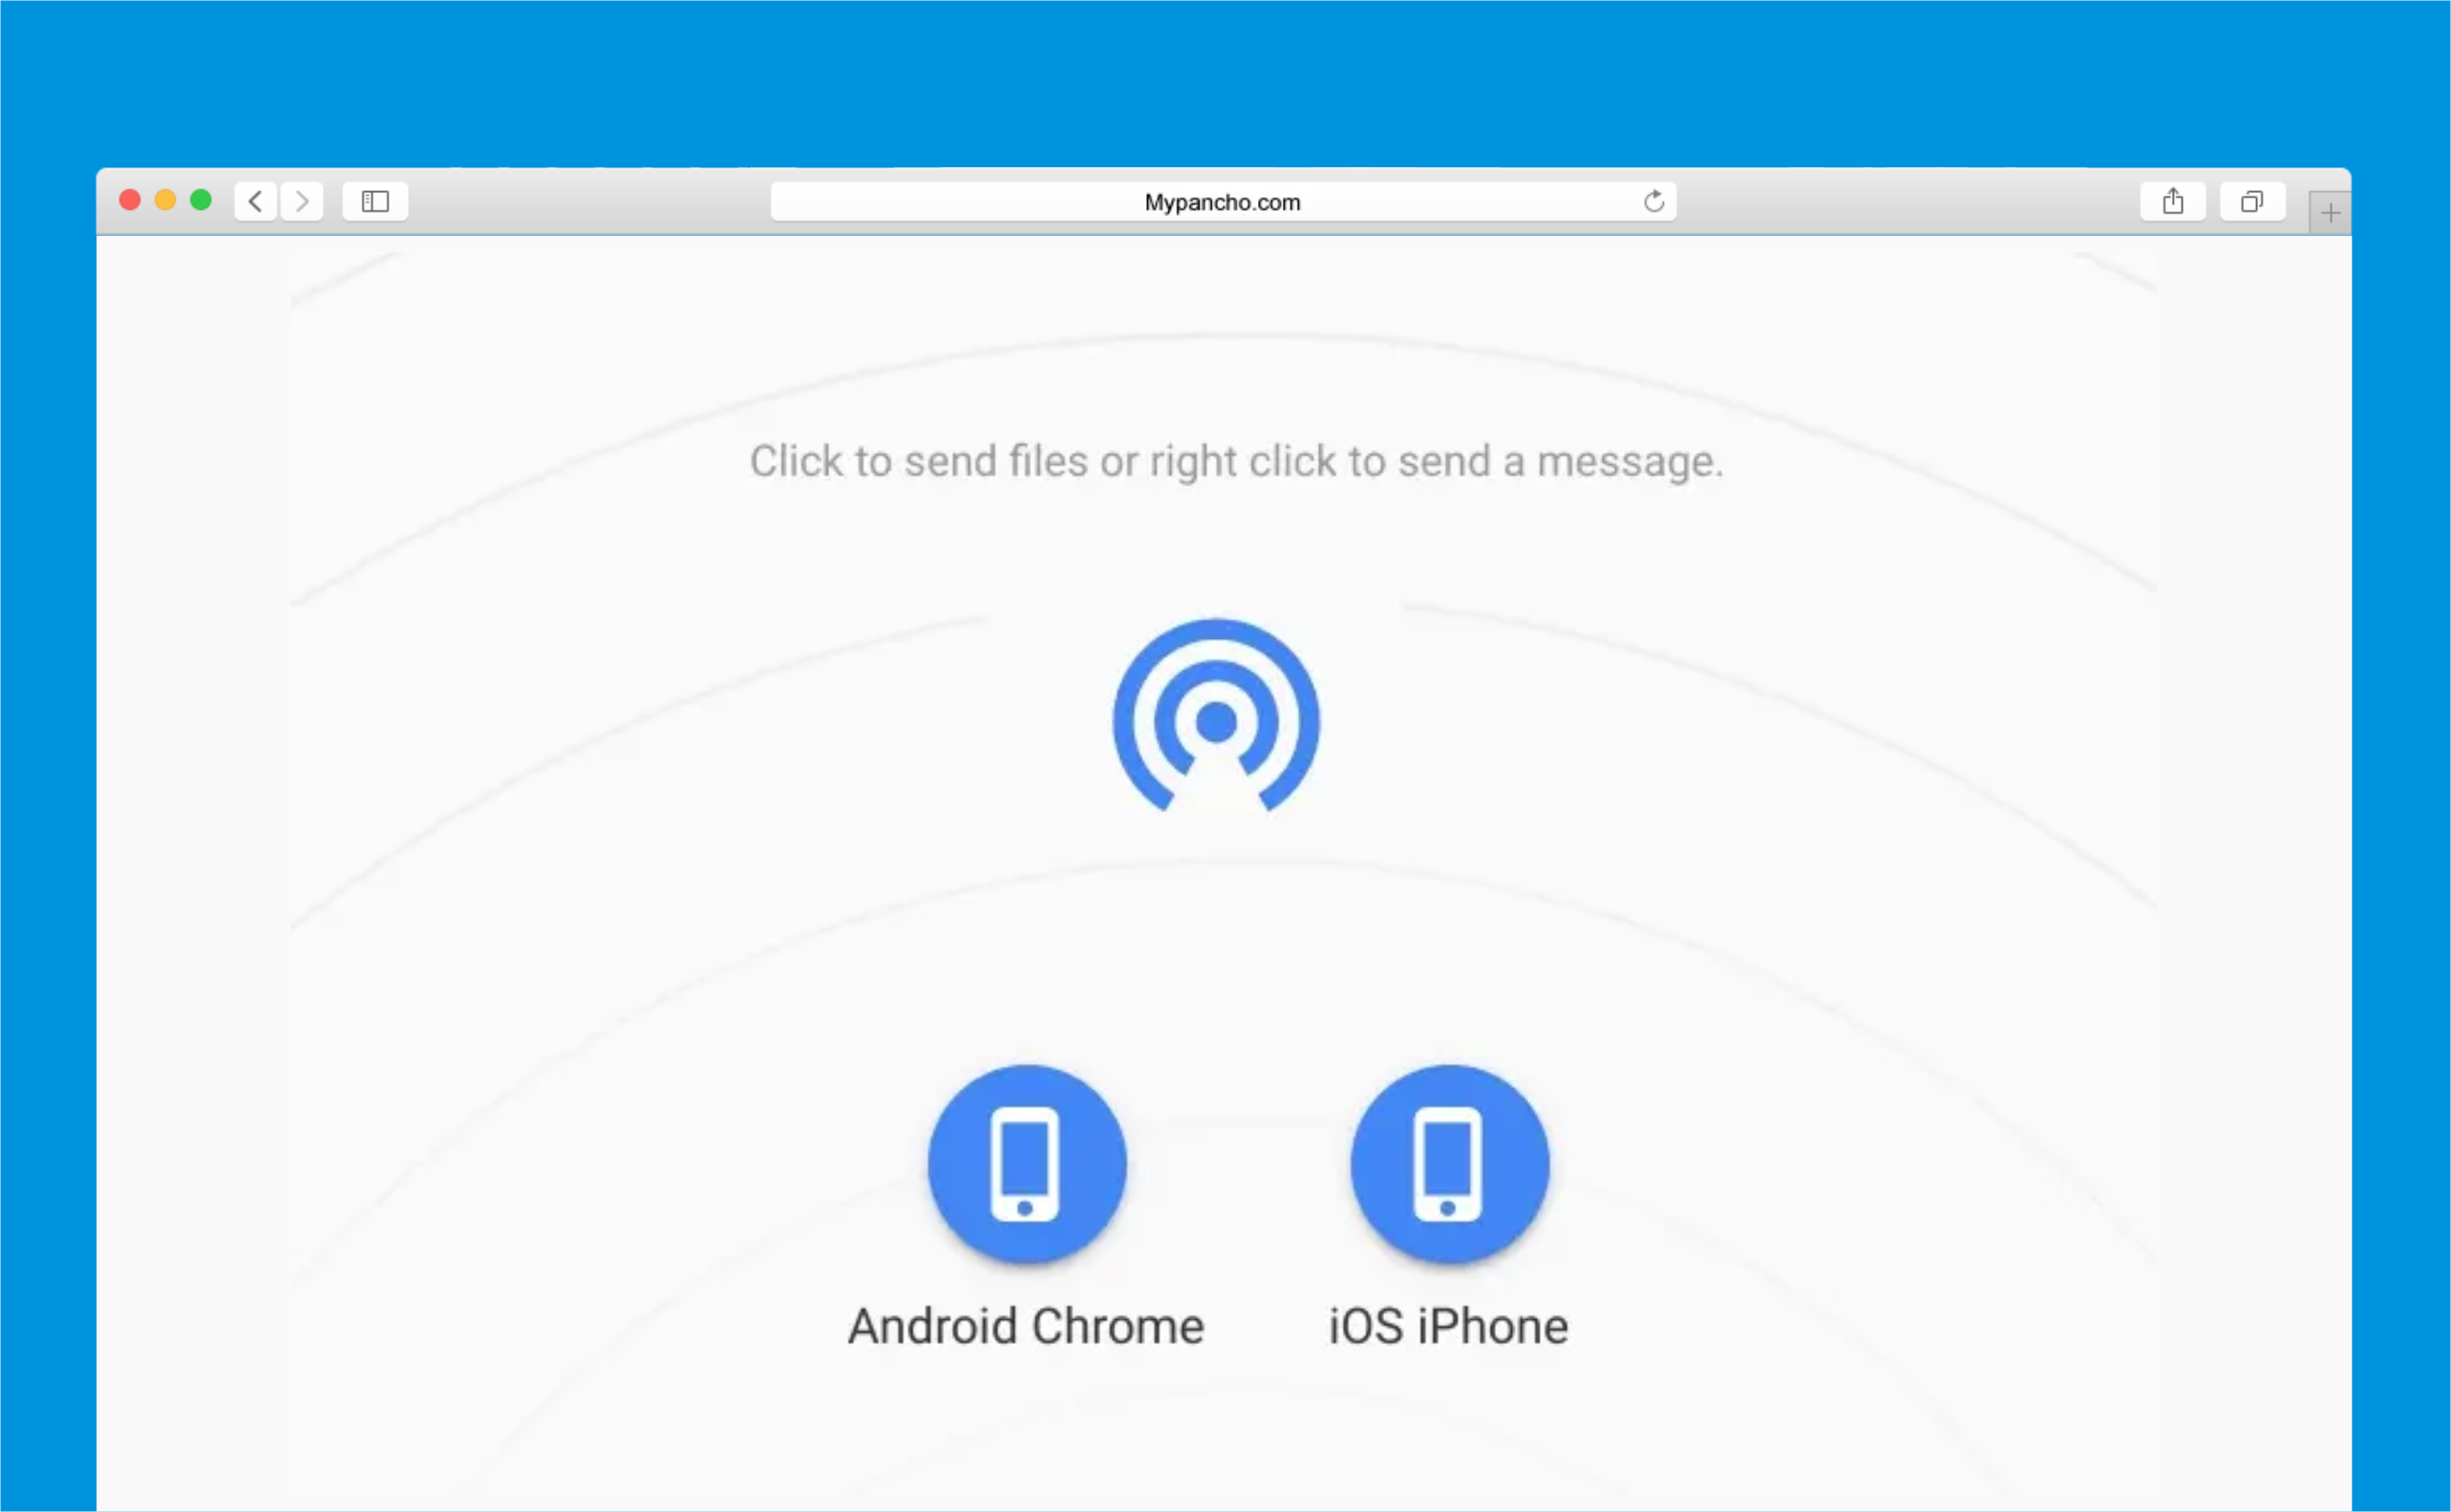 Mypancho.com
Click to send files or right click to send a message.
Android Chrome
iOS iPhone